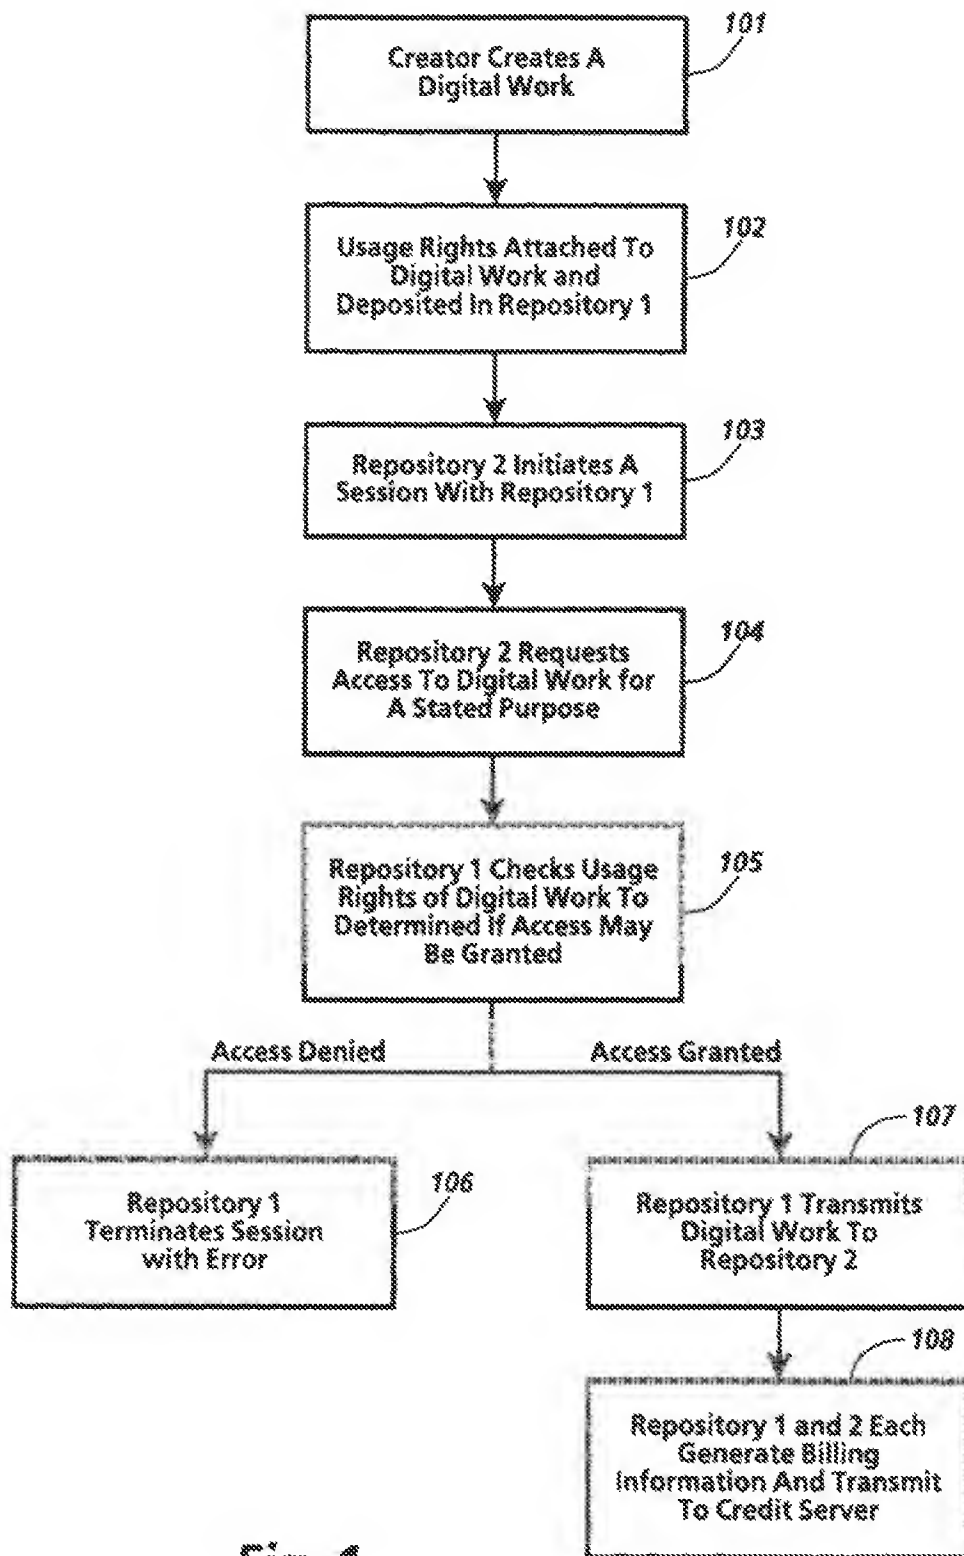 101
Creator Creates A
Digital Work
102
Usage Rights Attached To
Digital Work and
Deposited In Repository 1
103
Repository 2 Initiates A
Session With Repository 1
104
Repository 2 Requests
Access To Digital Work for
A Stated Purpose
105
Repository 1 Checks Usage
Rights of Digital Work To
Determined If Access May
Be Granted
Access Denied
Access Granted
106
Repository 1
Terminates Session
with Error
107
Repository 1 Transmits
Digital Work To
Repository 2
108
Repository 1 and 2 Each
Generate Billing
Information And Transmit
To Credit Server